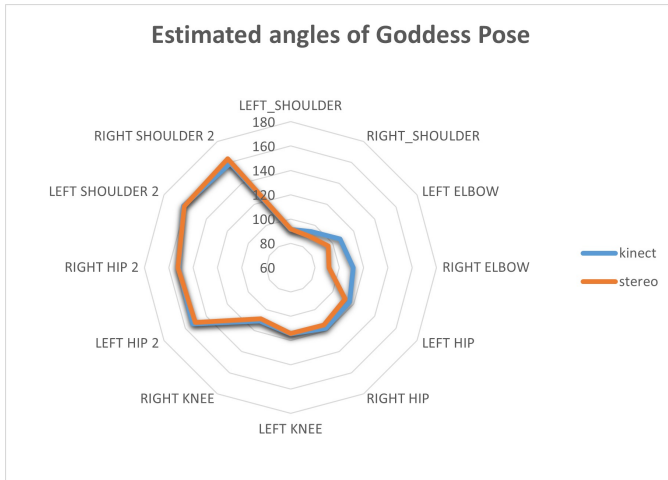 Estimated angles of Goddess Pose
LEFT_SHOULDER
180
RIGHT SHOULDER 2
RIGHT_SHOULDER
160
140
LEFT SHOULDER 2
LEFT ELBOW
120
100
kinect
80
RIGHT HIP 2
60
RIGHT ELBOW
stereo
LEFT HIP 2
LEFT HIP
RIGHT KNEE
RIGHT HIP
LEFT KNEE